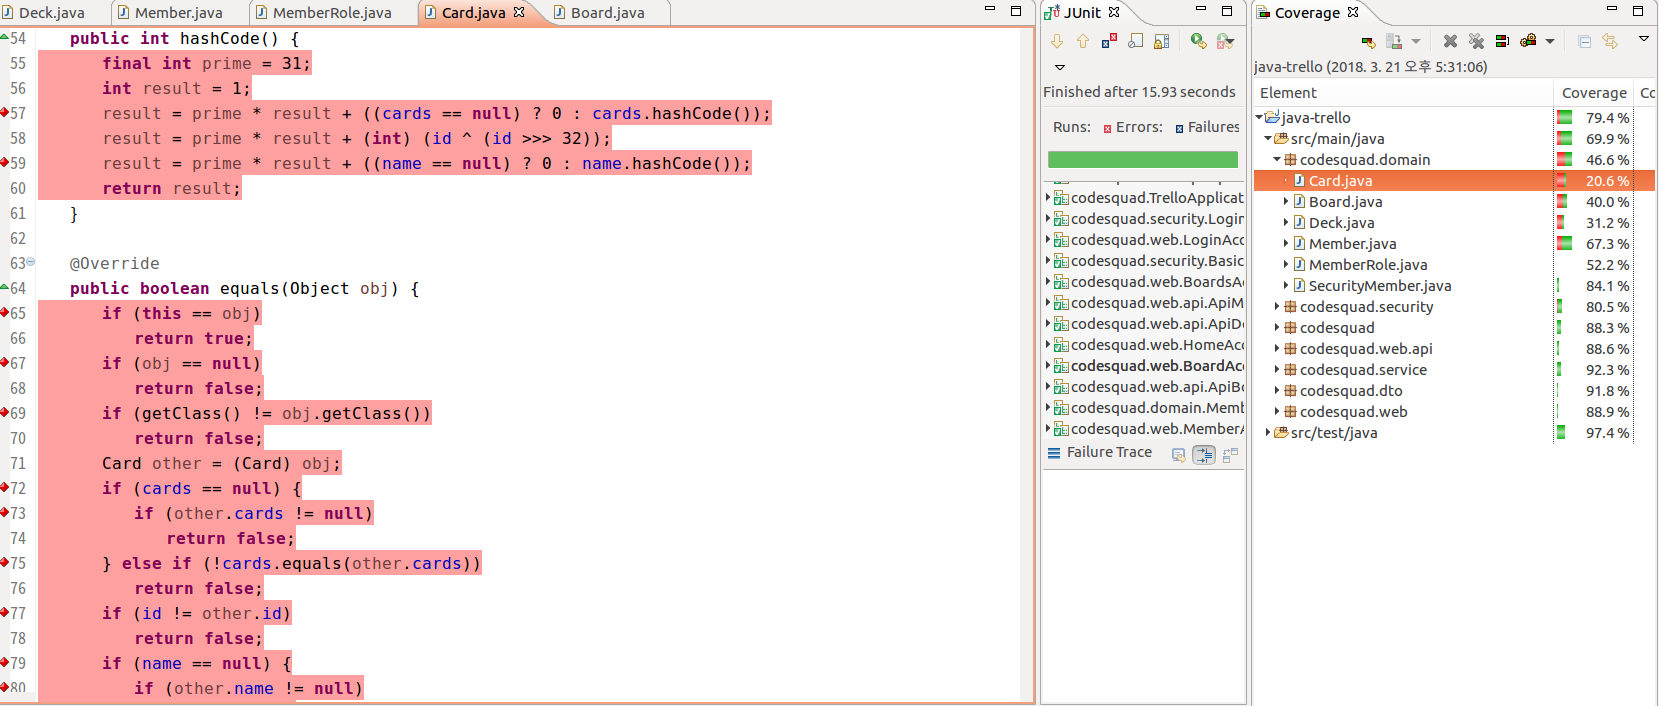 Deck.java Member.java MemberRole.java Card.java Board.java
54 public int hashCode() {
55 final int prime = 31;
56 int result = 1;
57 result = prime * result + ((cards == null) ? 0 : cards.hashCode());
58 result = prime * result + (int) (id ^ (id >>> 32));
59 result = prime * result + ((name == null) ? 0 : name.hashCode());
60 return result;
61 }
62
63 @Override
64 public boolean equals(Object obj) {
65 if (this == obj)
66 return true;
67 if (obj == null)
68 return false;
69 if (getClass() != obj.getClass())
70 return false;
71 Card other = (Card) obj;
72 if (cards == null) {
73 if (other.cards != null)
74 return false;
75 } else if (!cards.equals(other.cards))
76 return false;
77 if (id != other.id)
78 return false;
79 if (name == null) {
80 if (other.name != null)
JUnit
Finished after 15.93 seconds
Runs: Errors: Failures
codesquad.TrelloApplicat
codesquad.security.Login
codesquad.web.LoginAcc
codesquad.security.Basic
codesquad.web.BoardsA
codesquad.web.api.ApiM
codesquad.web.api.ApiDe
codesquad.web.HomeAcc
codesquad.web.BoardAcc
codesquad.web.api.ApiBo
codesquad.domain.Memb
codesquad.web.MemberA
Failure Trace
Coverage
java-trello (2018. 3. 21 오후 5:31:06)
Element Coverage Co
java-trello 79.4 %
src/main/java 69.9 %
codesquad.domain 46.6 %
Card.java 20.6 %
Board.java 40.0 %
Deck.java 31.2 %
Member.java 67.3 %
MemberRole.java 52.2 %
SecurityMember.java 84.1 %
codesquad.security 80.5 %
codesquad 88.3 %
codesquad.web.api 88.6 %
codesquad.service 92.3 %
codesquad.dto 91.8 %
codesquad.web 88.9 %
src/test/java 97.4 %